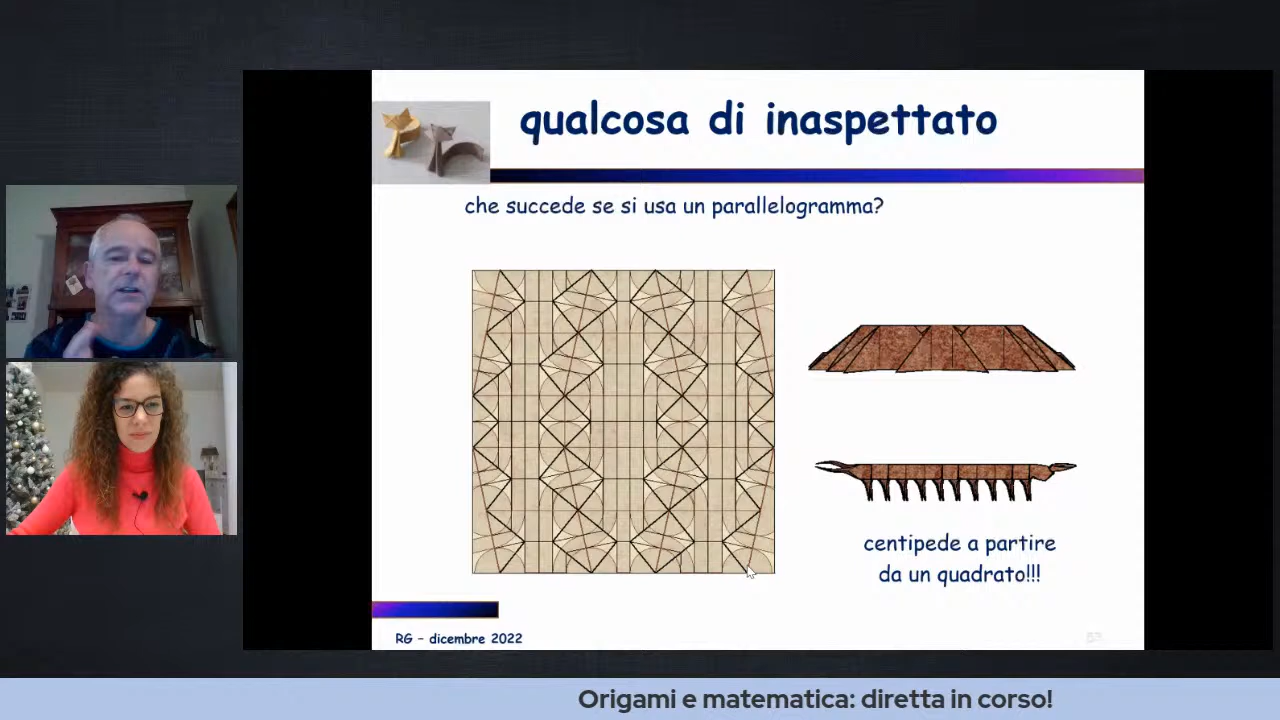 qualcosa di inaspettato
che succede se si usa un parallelogramma?
centipede a partire
da un quadrato!!!
RG - dicembre 2022
53
Origami e matematica: diretta in corso!